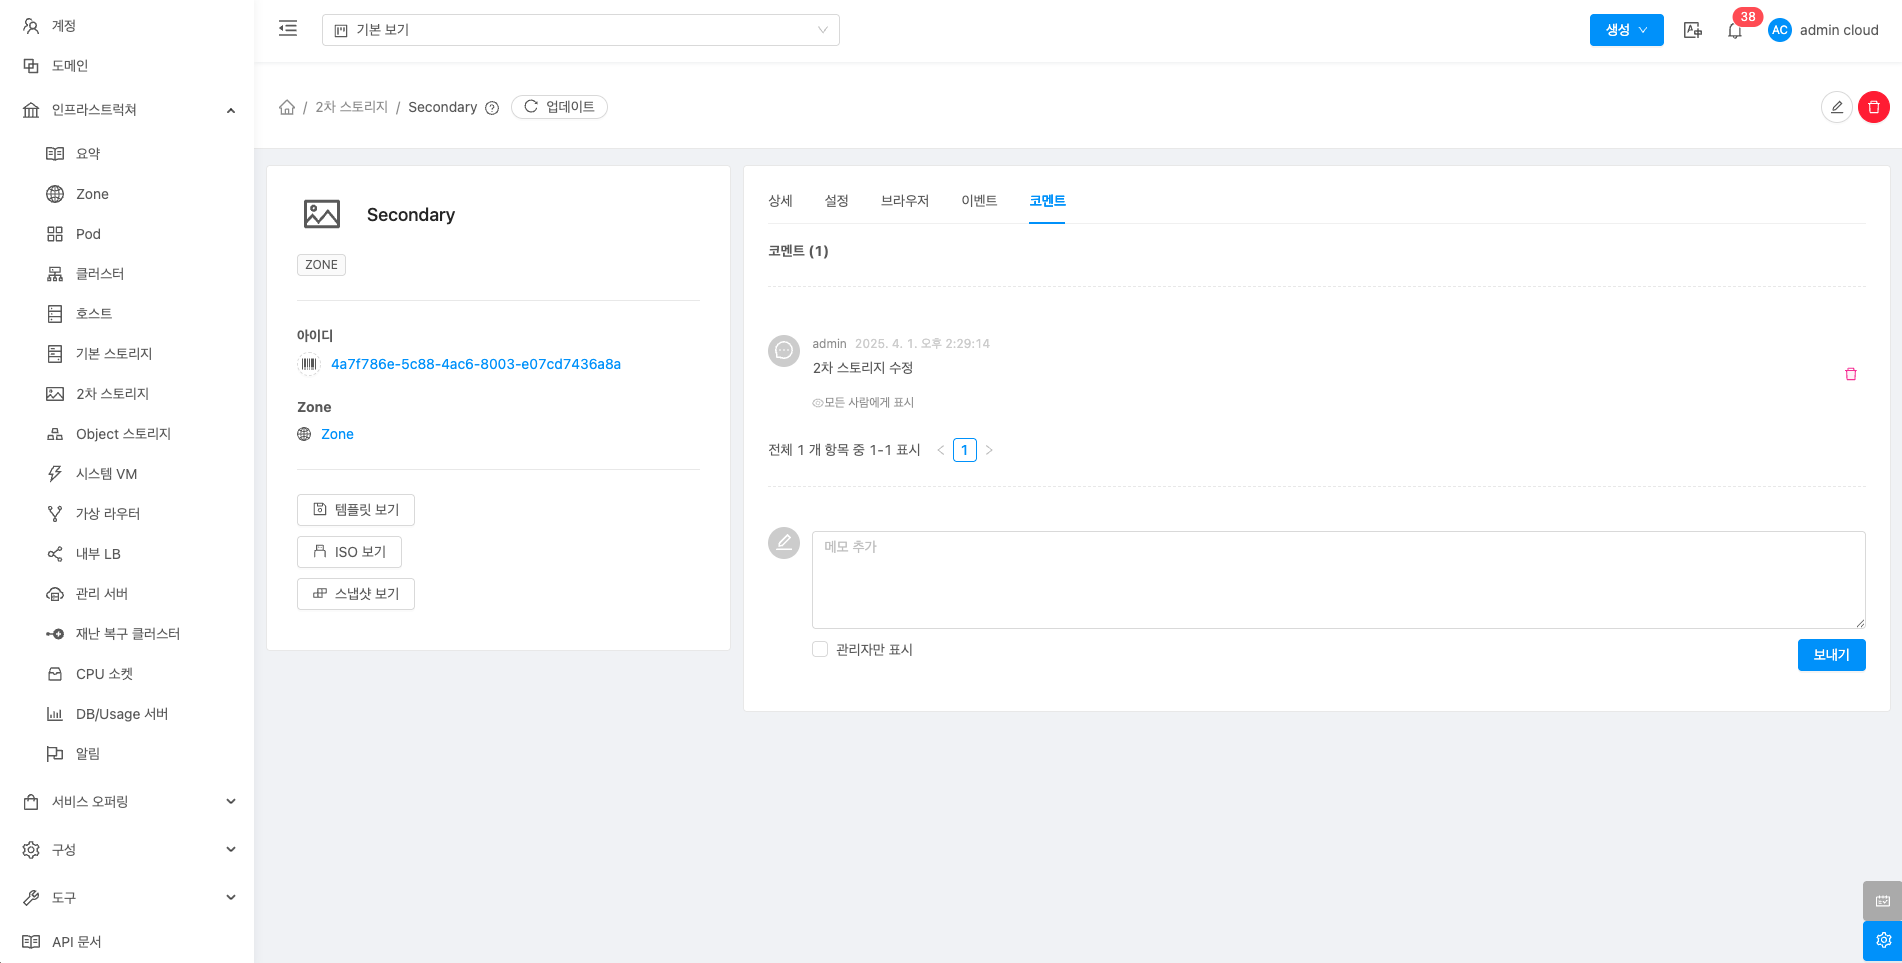 계정
도메인
인프라스트럭쳐
요약
Zone
Pod
클러스터
호스트
기본 스토리지
2차 스토리지
Object 스토리지
시스템 VM
가상 라우터
내부 LB
관리 서버
재난 복구 클러스터
CPU 소켓
DB/Usage 서버
알림
서비스 오퍼링
구성
도구
API 문서
기본 보기
생성
38
AC admin cloud
/ 2차 스토리지 / Secondary 업데이트
Secondary
ZONE
아이디
4a7f786e-5c88-4ac6-8003-e07cd7436a8a
Zone
Zone
템플릿 보기
ISO 보기
스냅샷 보기
상세 설정 브라우저 이벤트 코멘트
코멘트 (1)
admin 2025. 4. 1. 오후 2:29:14
2차 스토리지 수정
모든 사람에게 표시
전체 1 개 항목 중 1-1 표시 < 1 >
메모 추가
관리자만 표시
보내기